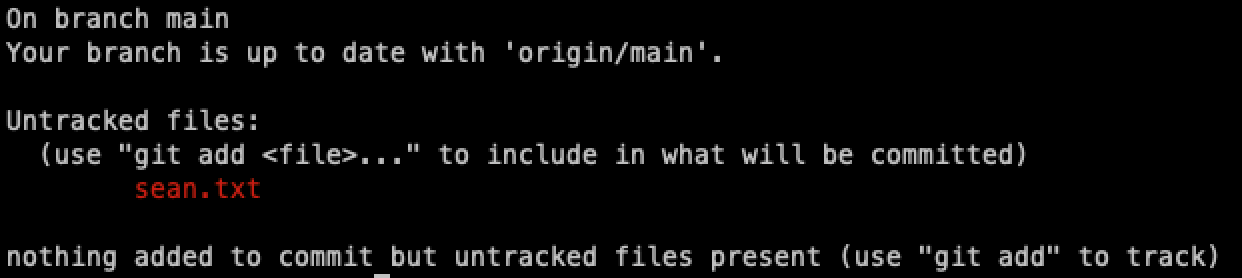 On branch main
Your branch is up to date with 'origin/main'.
Untracked files:
  (use "git add <file>..." to include in what will be committed)
        sean.txt
nothing added to commit but untracked files present (use "git add" to track)